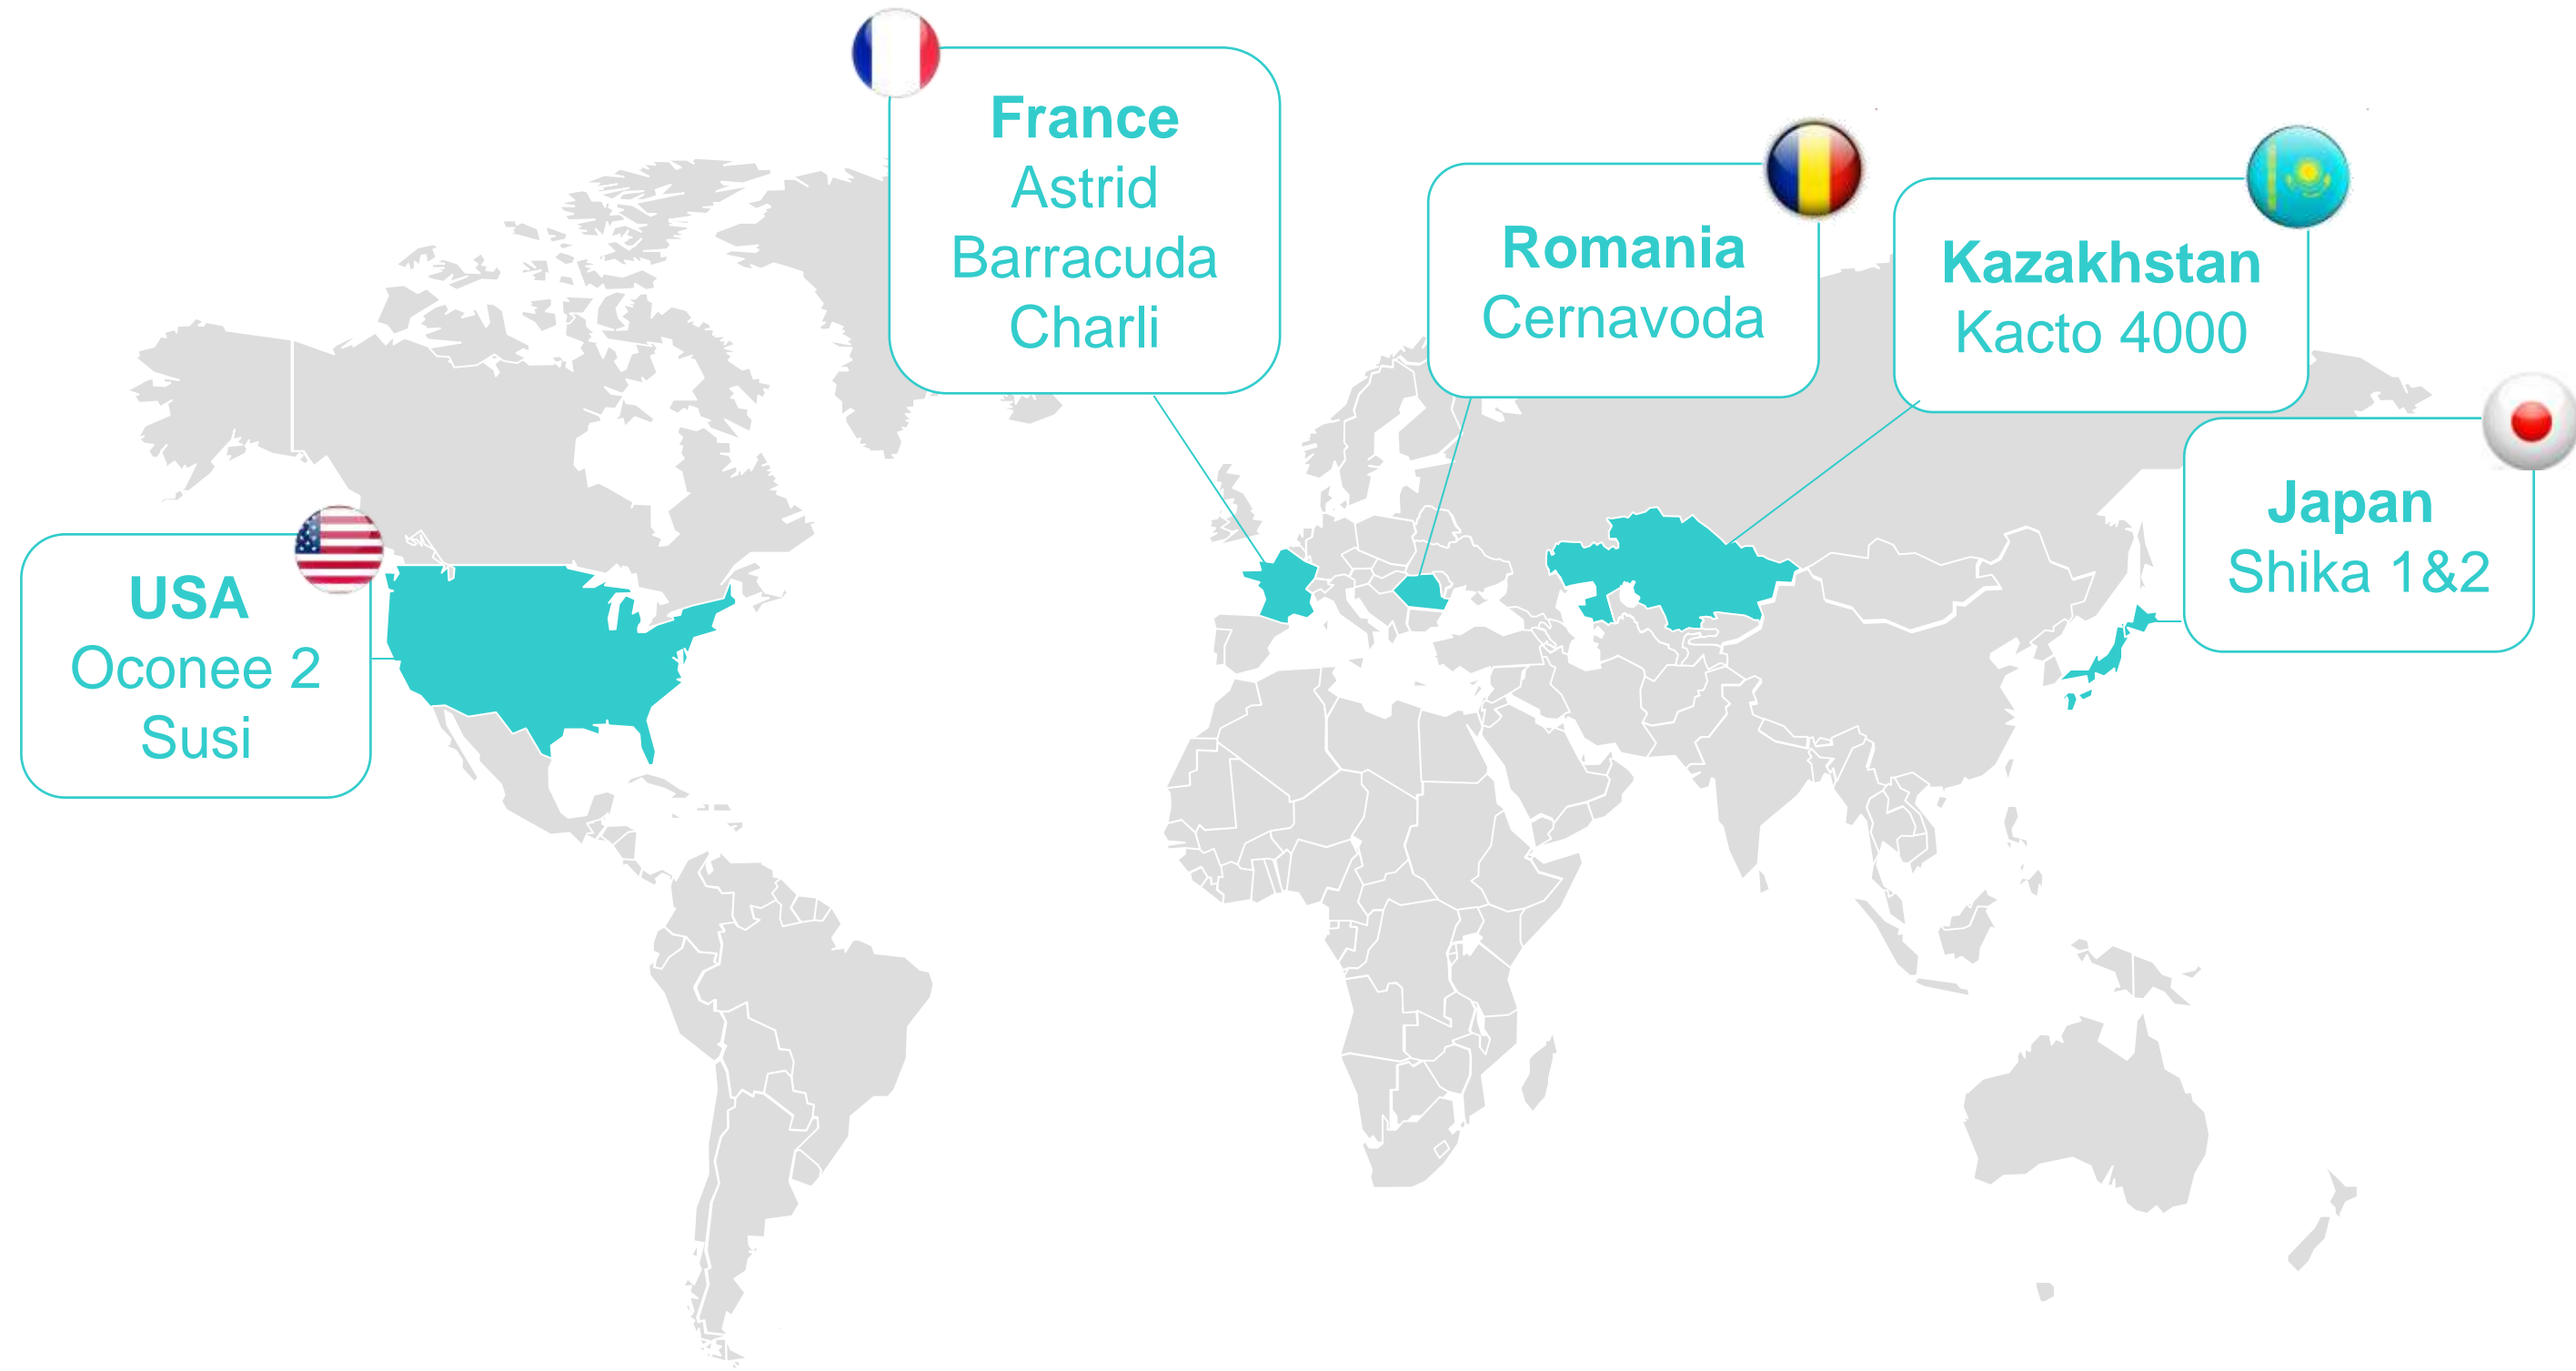 France
Astrid
Barracuda
Charli
Romania
Cernavoda
Kazakhstan
Kacto 4000
Japan
Shika 1&2
USA
Oconee 2
Susi